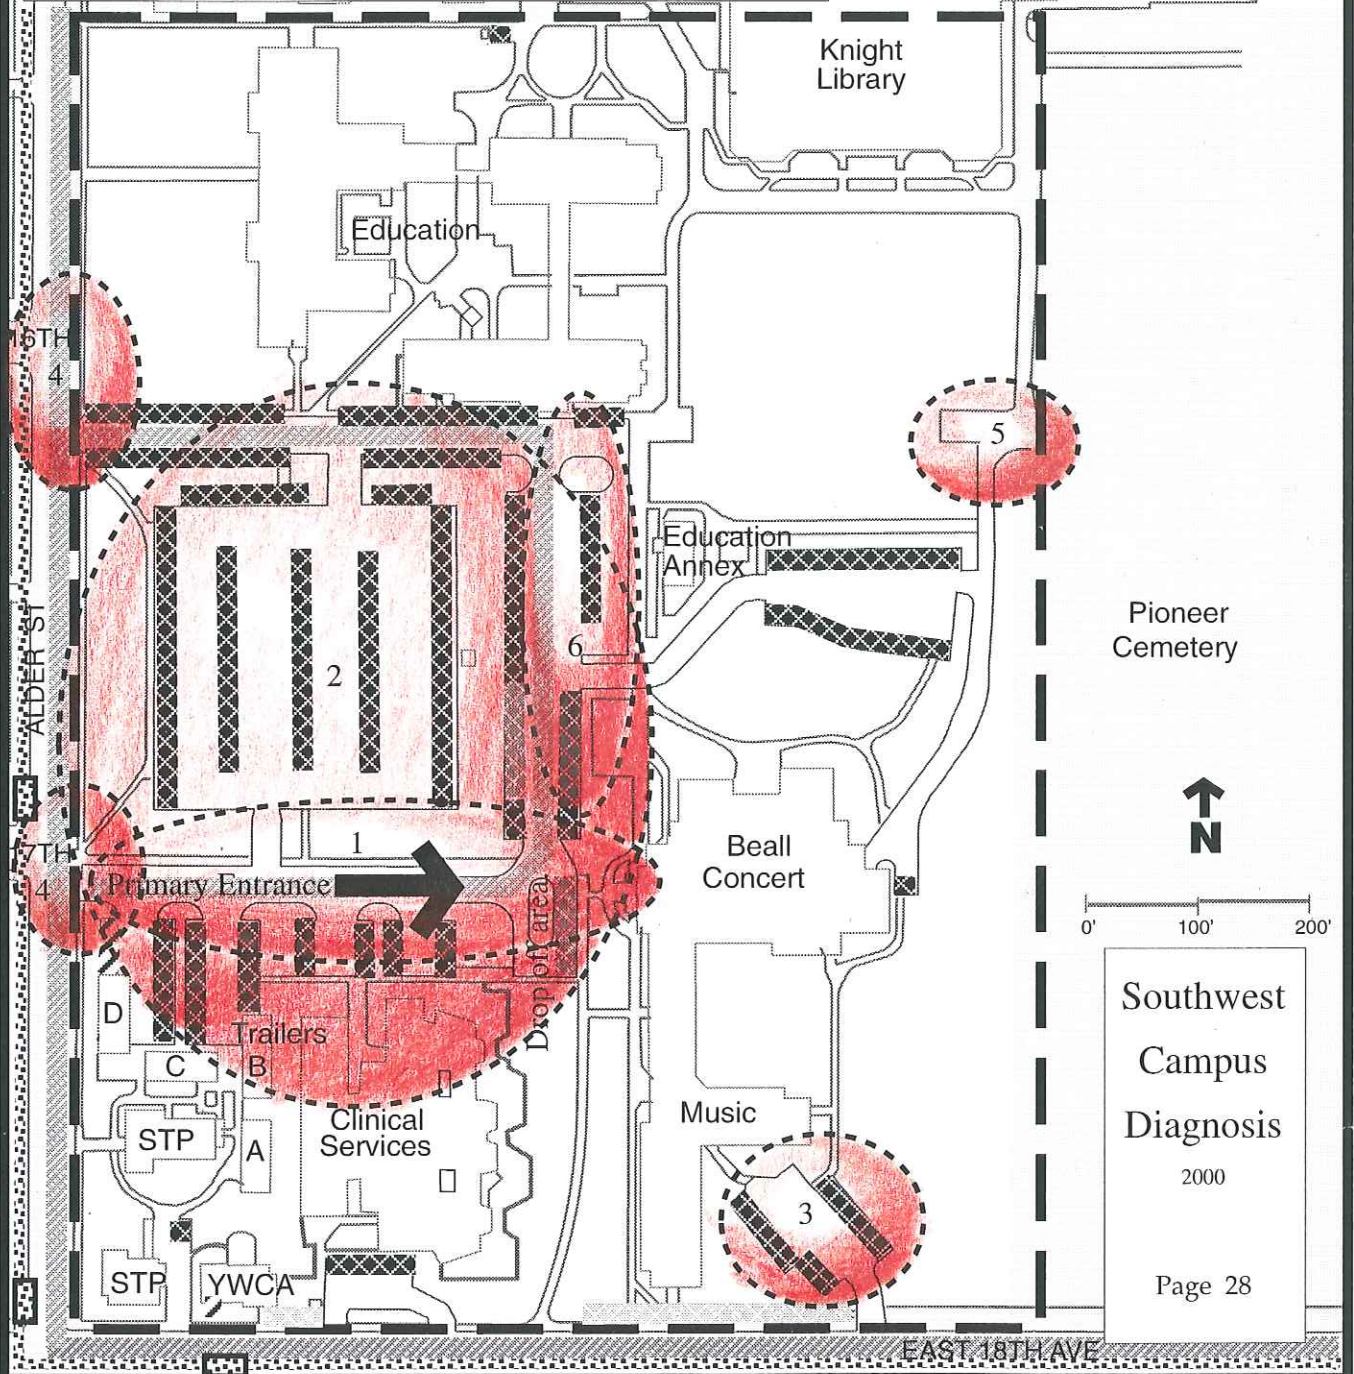 Knight
Library
Education
16TH
4
5
Education
Annex
ALDER ST
2
6
Pioneer
Cemetery
N
1
17TH
4
Primary Entrance
Beall
Concert
Drop off area
0'
100'
200'
D
Trailers
C
B
Southwest
Campus
Diagnosis
2000
Page 28
STP
A
Clinical
Services
Music
3
STP
YWCA
EAST 18TH AVE